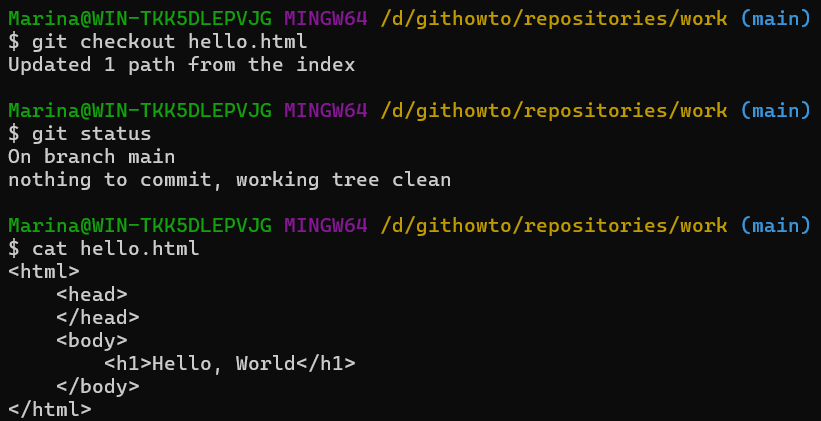 Marina@WIN-TKK5DLEPVJG MINGW64 /d/githowto/repositories/work (main)
$ git checkout hello.html
Updated 1 path from the index

Marina@WIN-TKK5DLEPVJG MINGW64 /d/githowto/repositories/work (main)
$ git status
On branch main
nothing to commit, working tree clean

Marina@WIN-TKK5DLEPVJG MINGW64 /d/githowto/repositories/work (main)
$ cat hello.html
<html>
    <head>
    </head>
    <body>
        <h1>Hello, World</h1>
    </body>
</html>